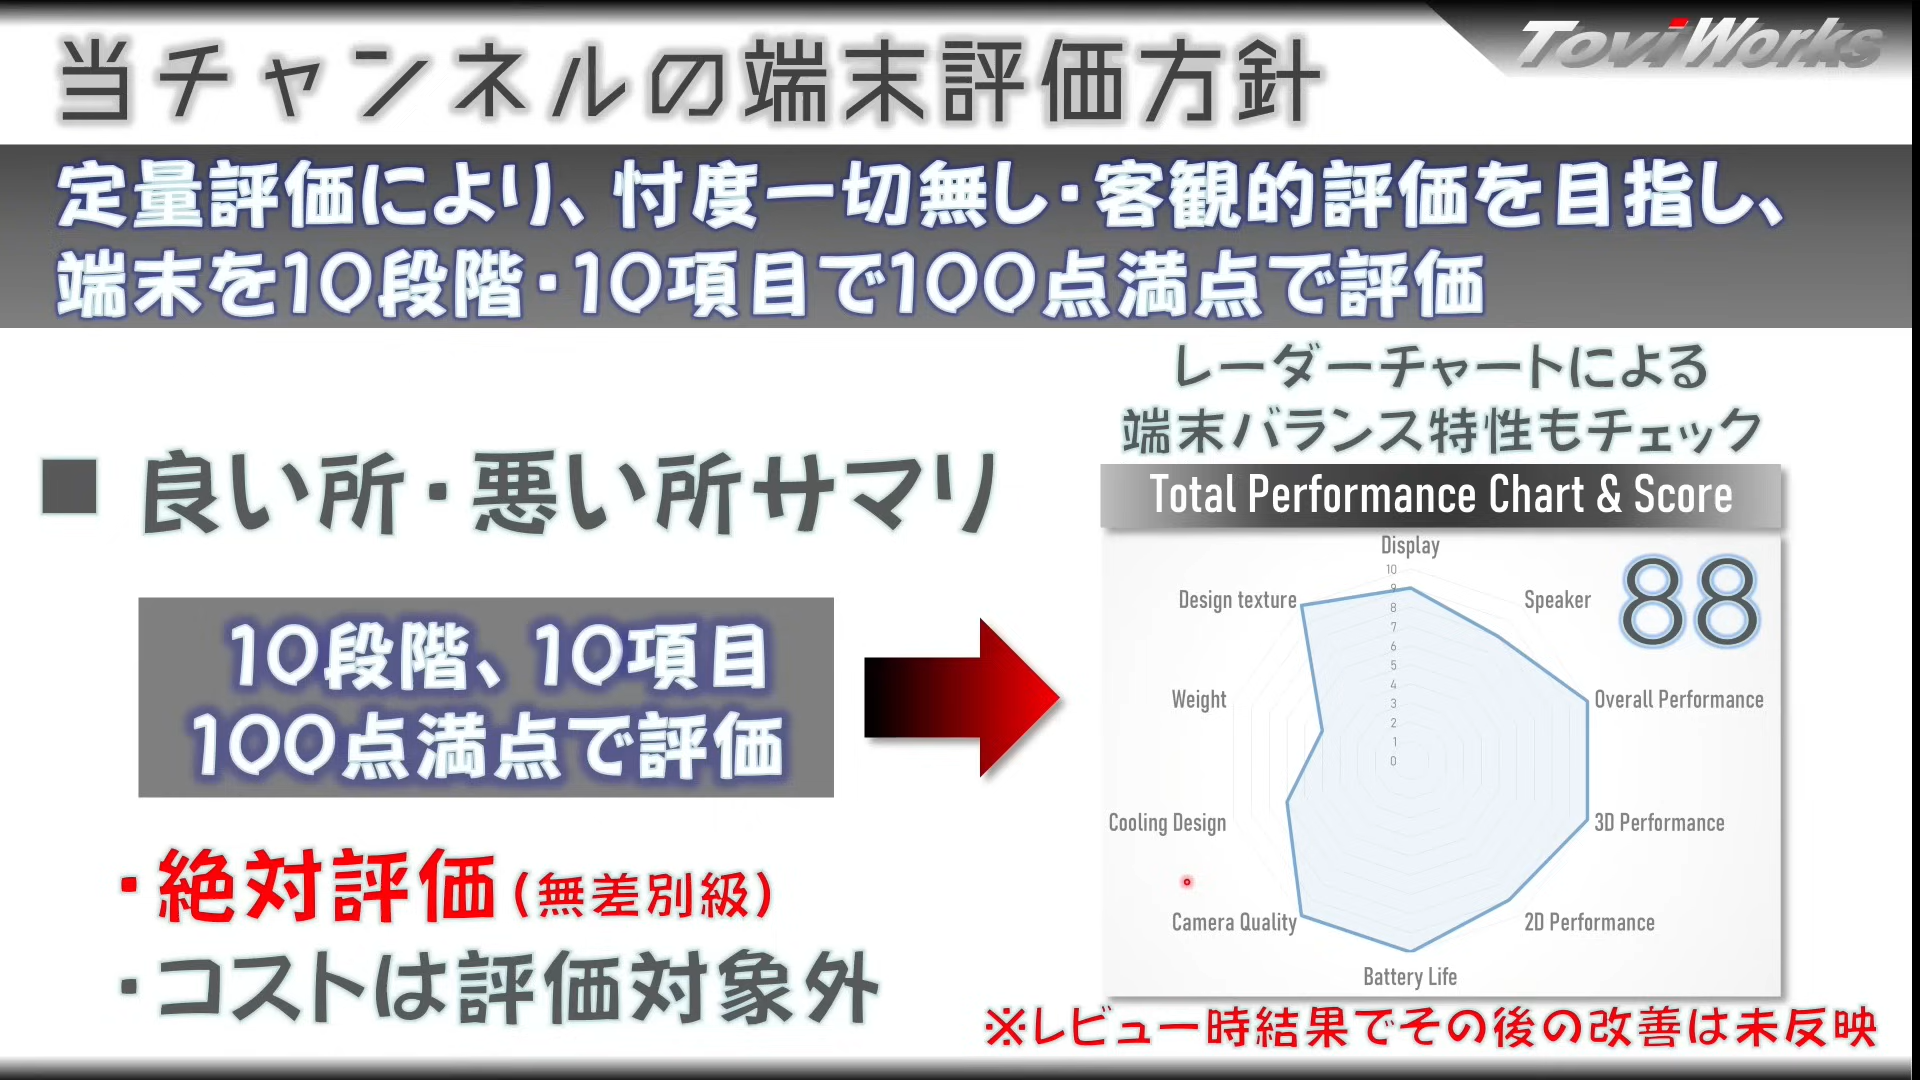 当チャンネルの端末評価方針
ToviWorks
定量評価により、忖度一切無し・客観的評価を目指し、
端末を10段階・10項目で100点満点で評価
■ 良い所・悪い所サマリ
10段階、10項目
100点満点で評価
・絶対評価(無差別級)
・コストは評価対象外
レーダーチャートによる
端末バランス特性もチェック
Total Performance Chart & Score
88
Display
Speaker
Overall Performance
3D Performance
2D Performance
Battery Life
Camera Quality
Cooling Design
Weight
Design texture
10
9
8
7
6
5
4
3
2
1
0
※レビュー時結果でその後の改善は未反映